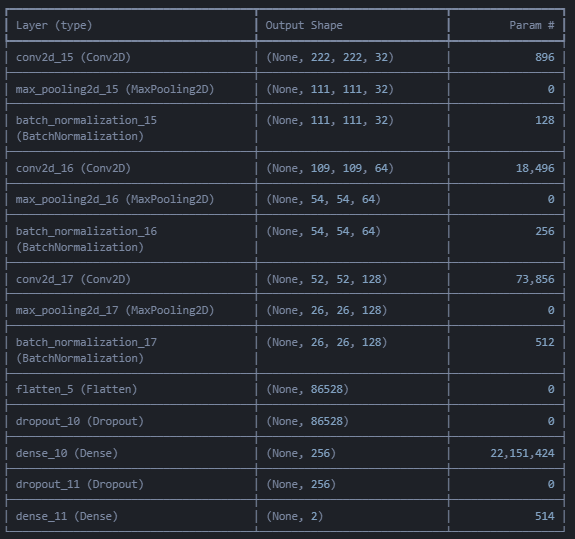 Layer (type) Output Shape Param #
conv2d_15 (Conv2D) (None, 222, 222, 32) 896
max_pooling2d_15 (MaxPooling2D) (None, 111, 111, 32) 0
batch_normalization_15 (None, 111, 111, 32) 128
(BatchNormalization)
conv2d_16 (Conv2D) (None, 109, 109, 64) 18,496
max_pooling2d_16 (MaxPooling2D) (None, 54, 54, 64) 0
batch_normalization_16 (None, 54, 54, 64) 256
(BatchNormalization)
conv2d_17 (Conv2D) (None, 52, 52, 128) 73,856
max_pooling2d_17 (MaxPooling2D) (None, 26, 26, 128) 0
batch_normalization_17 (None, 26, 26, 128) 512
(BatchNormalization)
flatten_5 (Flatten) (None, 86528) 0
dropout_10 (Dropout) (None, 86528) 0
dense_10 (Dense) (None, 256) 22,151,424
dropout_11 (Dropout) (None, 256) 0
dense_11 (Dense) (None, 2) 514